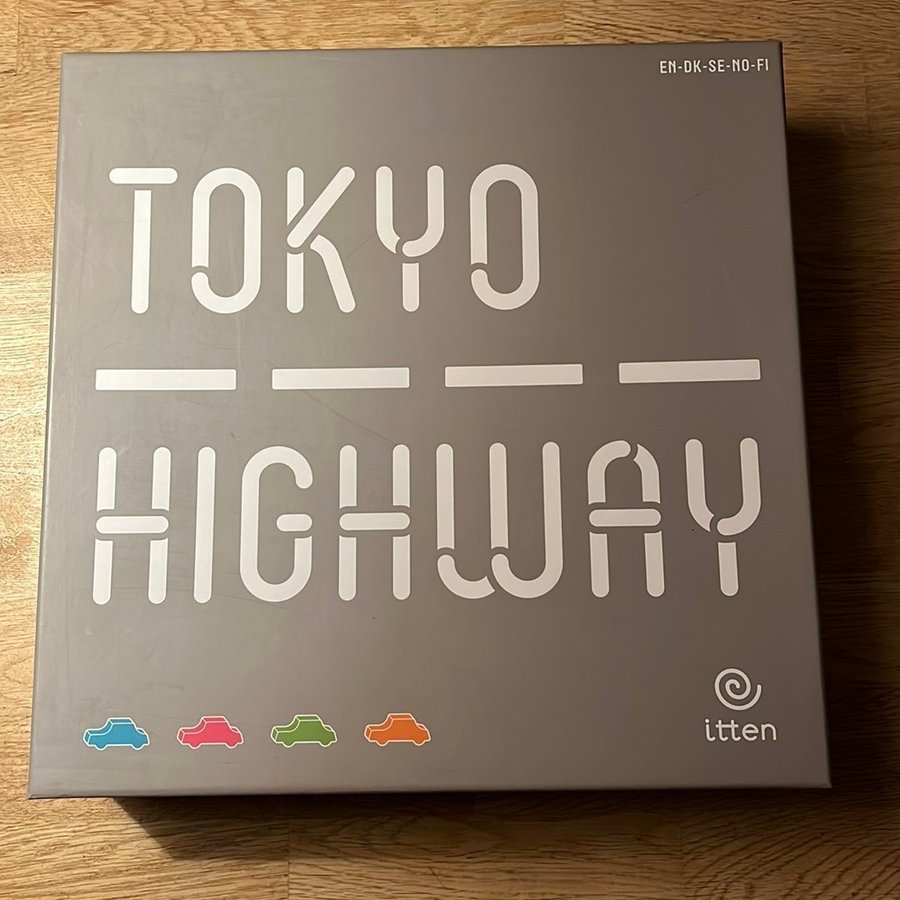 EN-DK-SE-NO-FI
TOKYO
HIGHWAY
itten